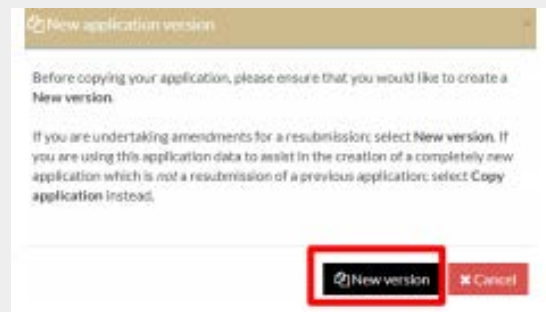 New application version
Before copying your application, please ensure that you would like to create a
New version.
If you are undertaking amendments for a resubmission; select New version. If
you are using this application data to assist in the creation of a completely new
application which is not a resubmission of a previous application; select Copy
application instead.
New version
Cancel